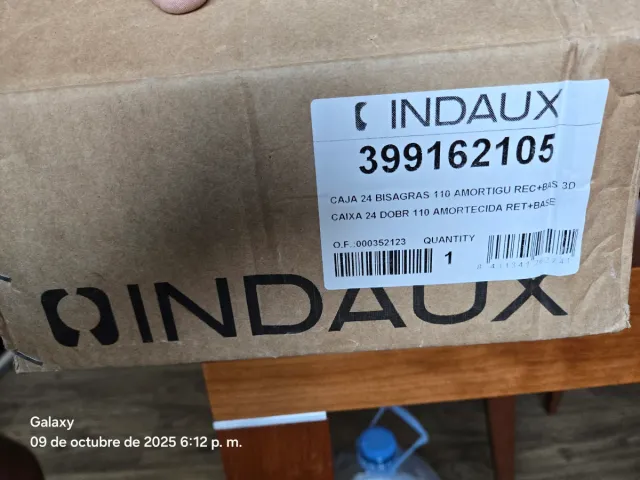 INDAUX
399162105
CAJA 24 BISAGRAS 110 AMORTIGU REC+BAS 3D
CAIXA 24 DOBR 110 AMORTECIDA RET+BASE
O.F.:000352123 QUANTITY
1
INDAUX
Galaxy
09 de octubre de 2025 6:12 p. m.